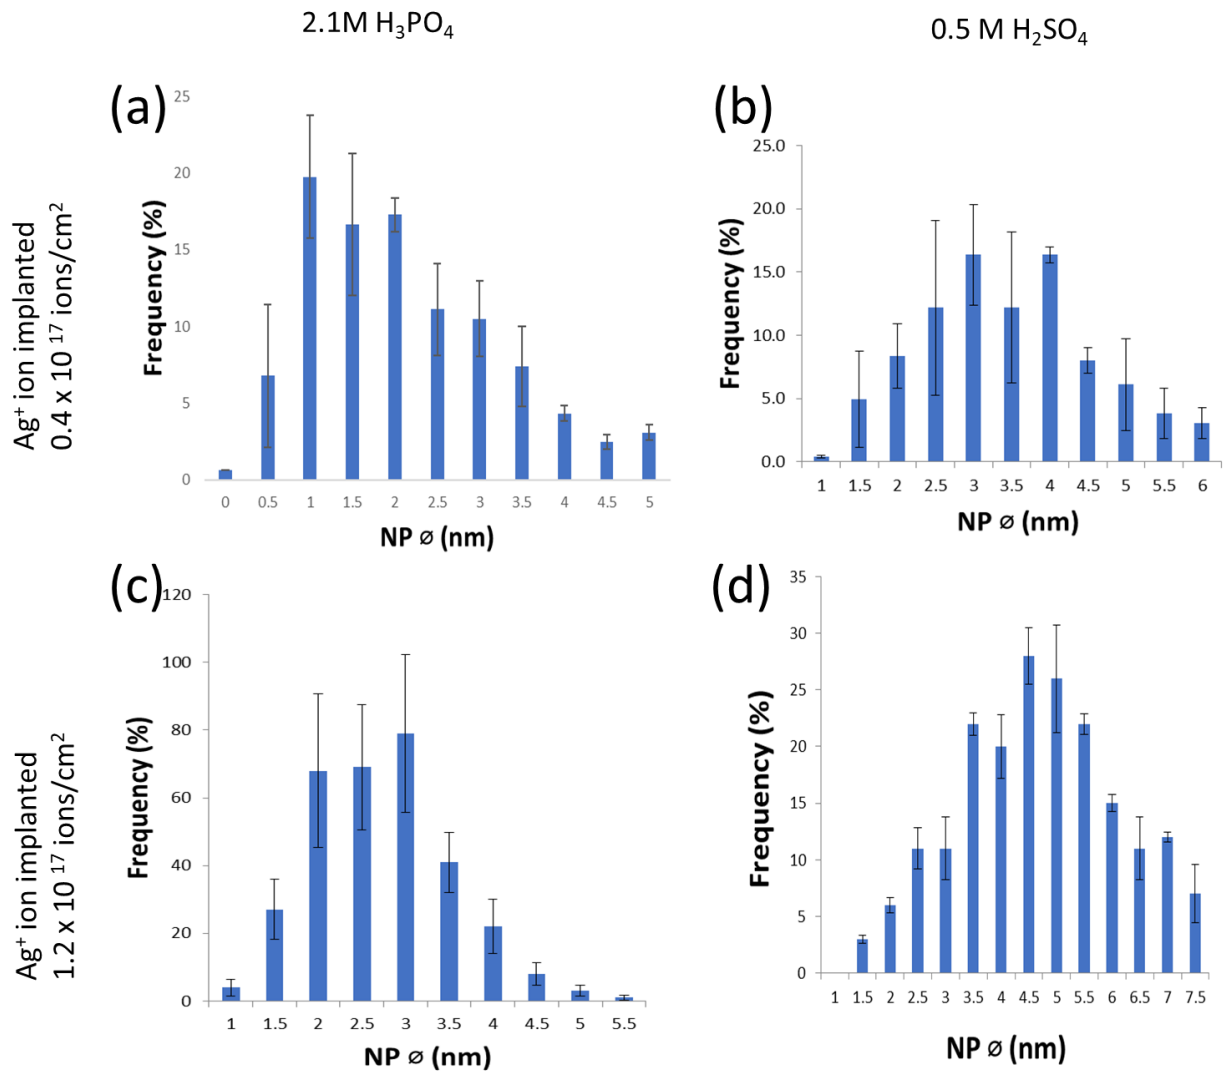 2.1M H₃PO₄
0.5 M H₂SO₄
Ag⁺ ion implanted
0.4 x 10 ¹⁷ ions/cm²
(a)
25
20
15
10
5
0
Frequency (%)
0 0.5 1 1.5 2 2.5 3 3.5 4 4.5 5
NP ⌀ (nm)
(b)
25.0
20.0
15.0
10.0
5.0
0.0
Frequency (%)
1 1.5 2 2.5 3 3.5 4 4.5 5 5.5 6
NP ⌀ (nm)
Ag⁺ ion implanted
1.2 x 10 ¹⁷ ions/cm²
(c)
120
100
80
60
40
20
0
Frequency (%)
1 1.5 2 2.5 3 3.5 4 4.5 5 5.5
NP ⌀ (nm)
(d)
35
30
25
20
15
10
5
0
Frequency (%)
1 1.5 2 2.5 3 3.5 4 4.5 5 5.5 6 6.5 7 7.5
NP ⌀ (nm)